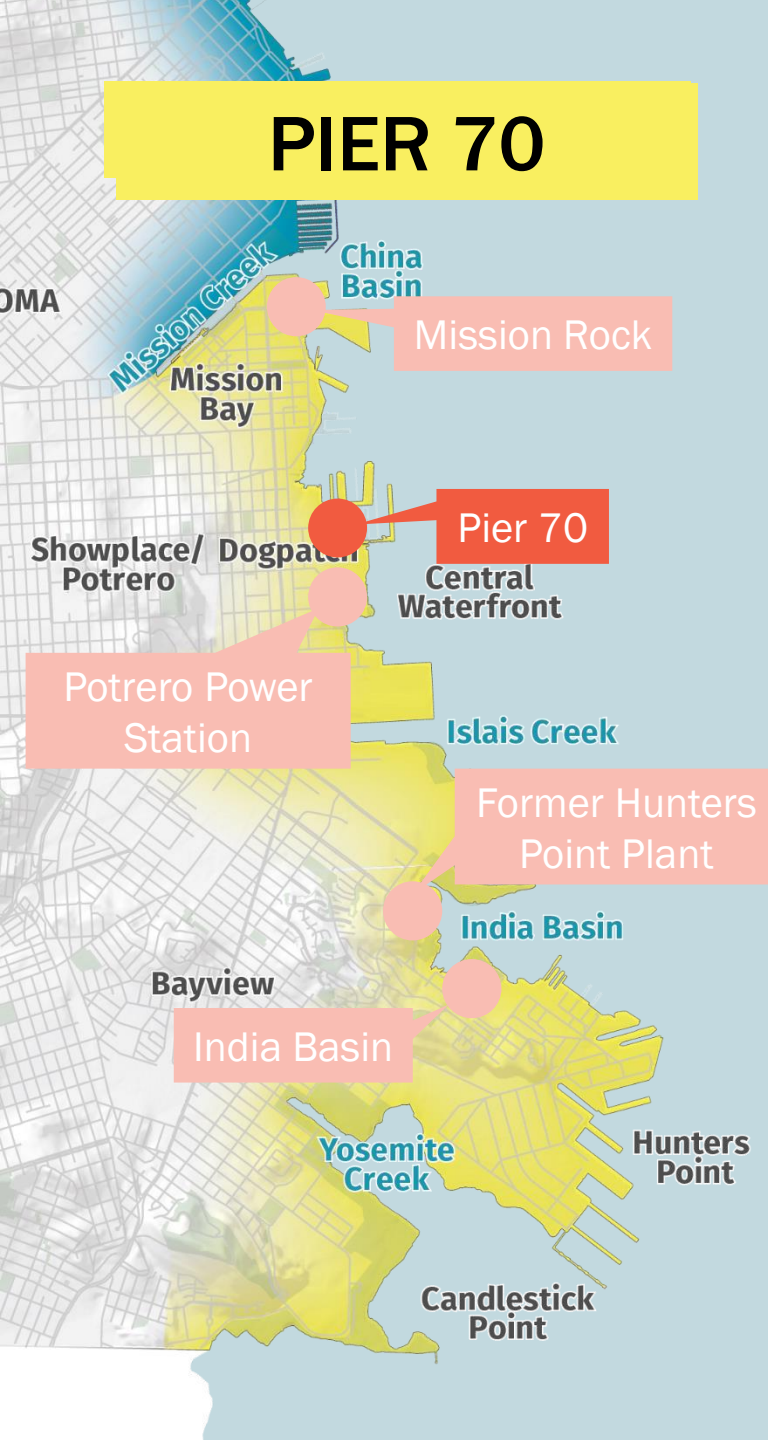 PIER 70
China
Basin
Mission Creek
OMA
Mission Rock
Mission
Bay
Pier 70
Showplace/
Potrero
Dogpatch
Central
Waterfront
Potrero Power
Station
Islais Creek
Former Hunters
Point Plant
India Basin
Bayview
India Basin
Yosemite
Creek
Hunters
Point
Candlestick
Point